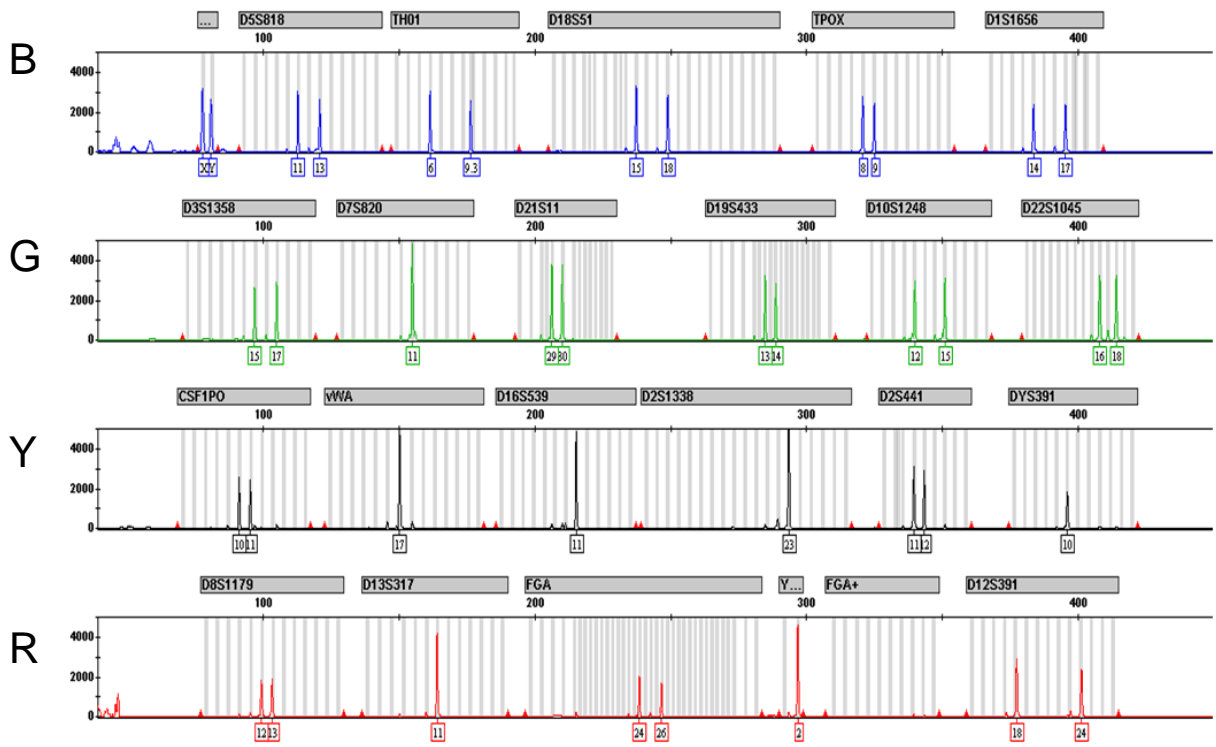 ... D5S818 TH01 D18S51 TPOX D1S1656
100 200 300 400
B
4000
2000
0
X Y 11 13 6 9.3 15 18 8 9 14 17
D3S1358 D7S820 D21S11 D19S433 D10S1248 D22S1045
100 200 300 400
G
4000
2000
0
15 17 11 29 30 13 14 12 15 16 18
CSF1PO vWA D16S539 D2S1338 D2S441 DYS391
100 200 300 400
Y
4000
2000
0
10 11 17 11 23 11 12 10
D8S1179 D13S317 FGA Y... FGA+ D12S391
100 200 300 400
R
4000
2000
0
12 13 11 24 26 2 18 24